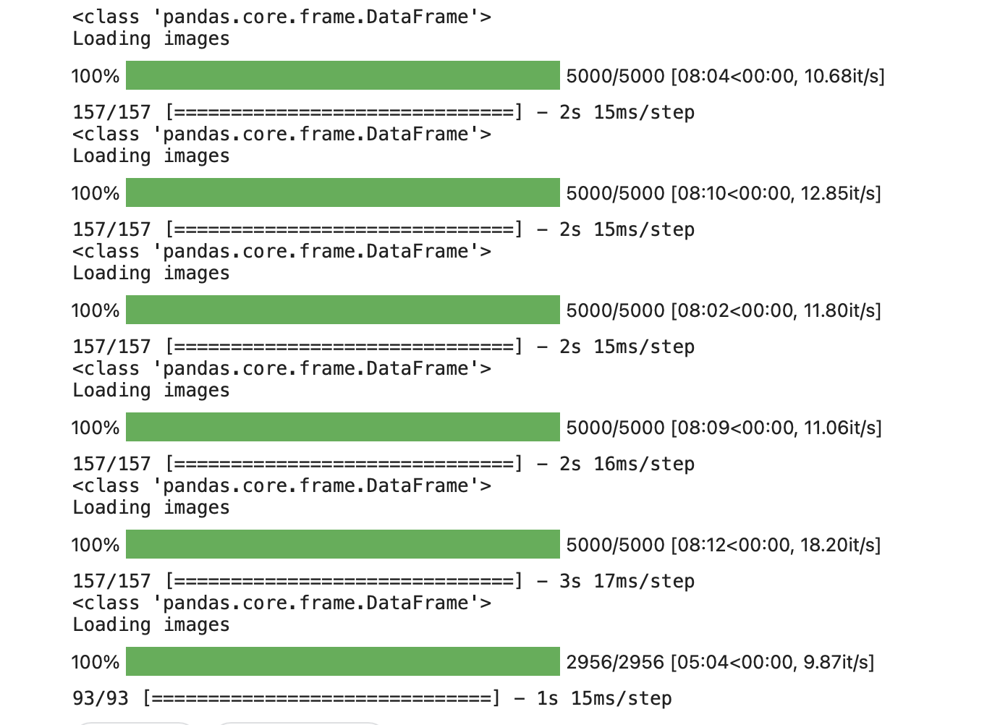 <class 'pandas.core.frame.DataFrame'>
Loading images
100% 5000/5000 [08:04<00:00, 10.68it/s]
157/157 [==============================] - 2s 15ms/step
<class 'pandas.core.frame.DataFrame'>
Loading images
100% 5000/5000 [08:10<00:00, 12.85it/s]
157/157 [==============================] - 2s 15ms/step
<class 'pandas.core.frame.DataFrame'>
Loading images
100% 5000/5000 [08:02<00:00, 11.80it/s]
157/157 [==============================] - 2s 15ms/step
<class 'pandas.core.frame.DataFrame'>
Loading images
100% 5000/5000 [08:09<00:00, 11.06it/s]
157/157 [==============================] - 2s 16ms/step
<class 'pandas.core.frame.DataFrame'>
Loading images
100% 5000/5000 [08:12<00:00, 18.20it/s]
157/157 [==============================] - 3s 17ms/step
<class 'pandas.core.frame.DataFrame'>
Loading images
100% 2956/2956 [05:04<00:00, 9.87it/s]
93/93 [==============================] - 1s 15ms/step